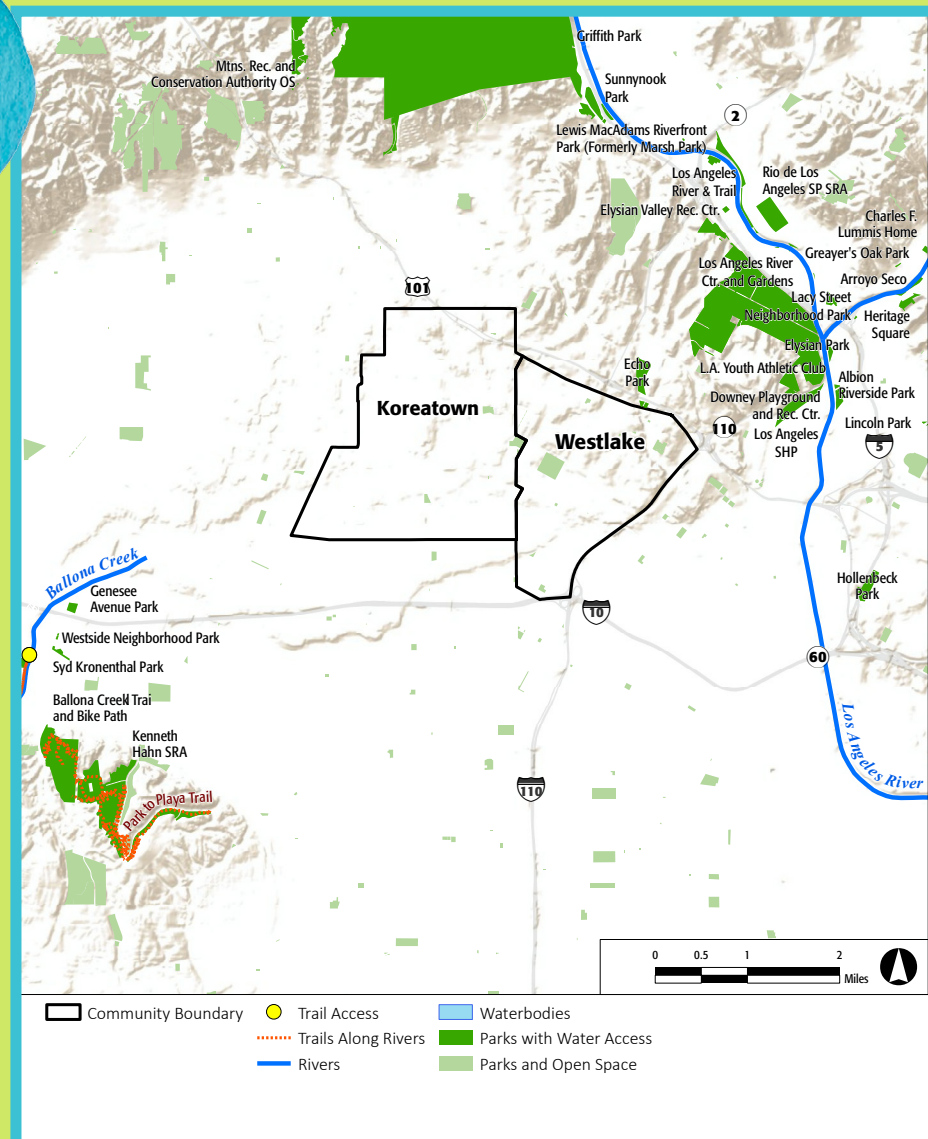 Griffith Park
Mtns. Rec. and
Conservation Authority OS
Sunnynook
Park
2
Lewis MacAdams Riverfront
Park (Formerly Marsh Park)
Los Angeles
River & Trail
Rio de Los
Angeles SP SRA
Elysian Valley Rec. Ctr.
Charles F.
Lummis Home
Greayer's Oak Park
Los Angeles River
Ctr. and Gardens
Arroyo Seco
101
Lacy Street
Neighborhood Park
Heritage
Square
Elysian Park
Echo
Park
L.A. Youth Athletic Club
Albion
Riverside Park
Koreatown
Downey Playground
and Rec. Ctr.
Westlake
110
Lincoln Park
Los Angeles
SHP
5
Ballona Creek
Genesee
Avenue Park
Hollenbeck
Park
10
Westside Neighborhood Park
60
Syd Kronenthal Park
Ballona Creek Trai
and Bike Path
Kenneth
Hahn SRA
Los Angeles River
110
Park to Playa Trail
0 0.5 1 2
Miles
Community Boundary
Trail Access
Waterbodies
Trails Along Rivers
Parks with Water Access
Rivers
Parks and Open Space